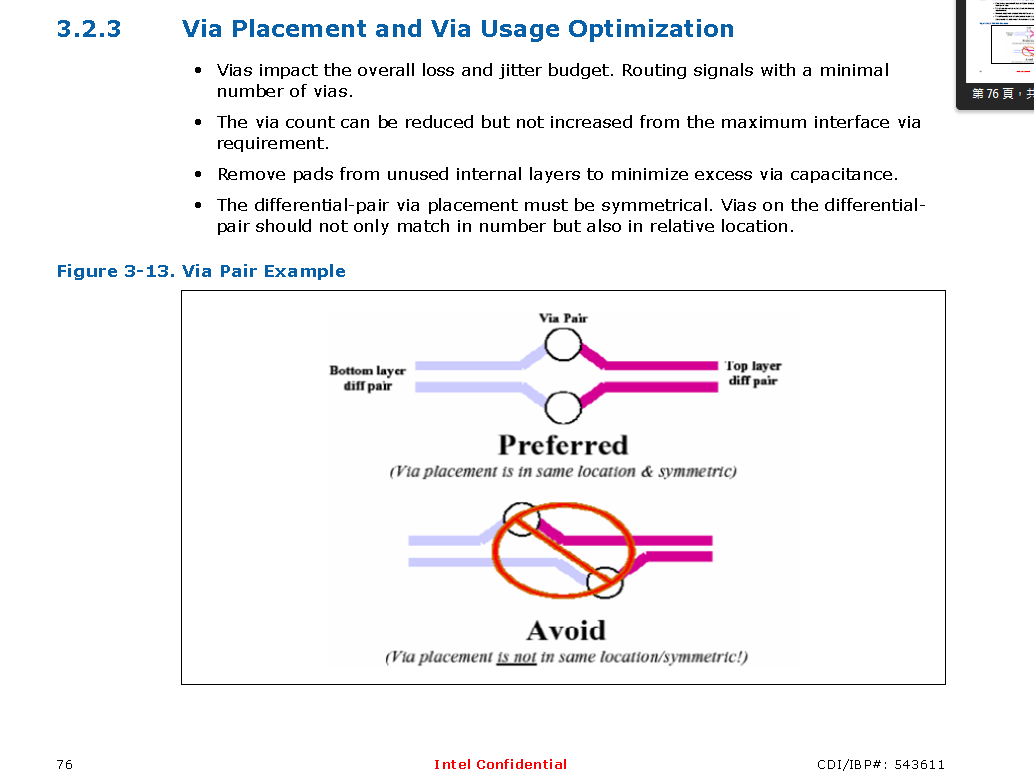 3.2.3 Via Placement and Via Usage Optimization
第 76 頁，共
• Vias impact the overall loss and jitter budget. Routing signals with a minimal
number of vias.
• The via count can be reduced but not increased from the maximum interface via
requirement.
• Remove pads from unused internal layers to minimize excess via capacitance.
• The differential-pair via placement must be symmetrical. Vias on the differential-
pair should not only match in number but also in relative location.
Figure 3-13. Via Pair Example
Via Pair
Bottom layer
diff pair
Top layer
diff pair
Preferred
(Via placement is in same location & symmetric)
Avoid
(Via placement is not in same location/symmetric!)
76 Intel Confidential CDI/IBP#: 543611